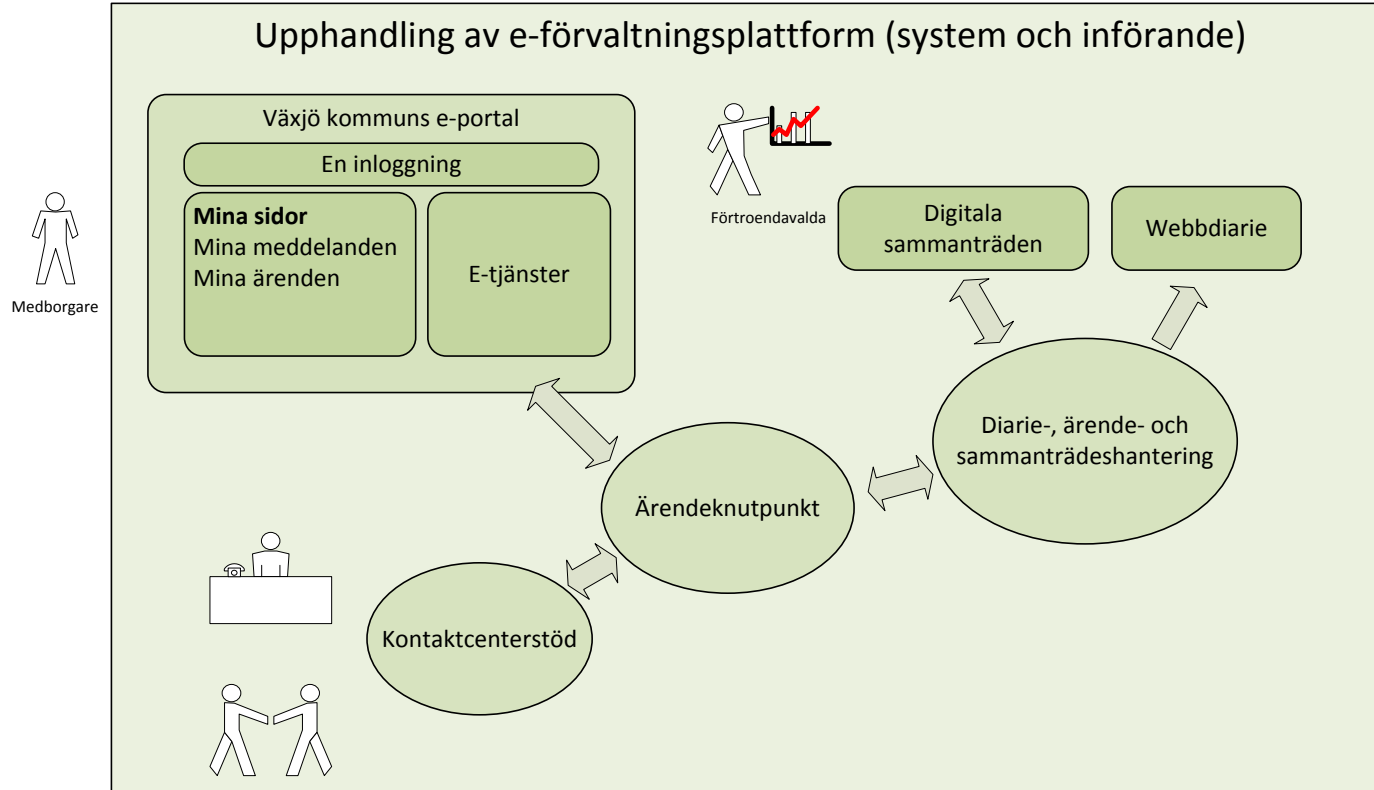 Upphandling av e-förvaltningsplattform (system och införande)
Växjö kommuns e-portal
En inloggning
Mina sidor
Mina meddelanden
Mina ärenden
E-tjänster
Medborgare
Förtroendavalda
Digitala
sammanträden
Webbdiarie
Diarie-, ärende- och
sammanträdeshantering
Ärendeknutpunkt
Kontaktcenterstöd